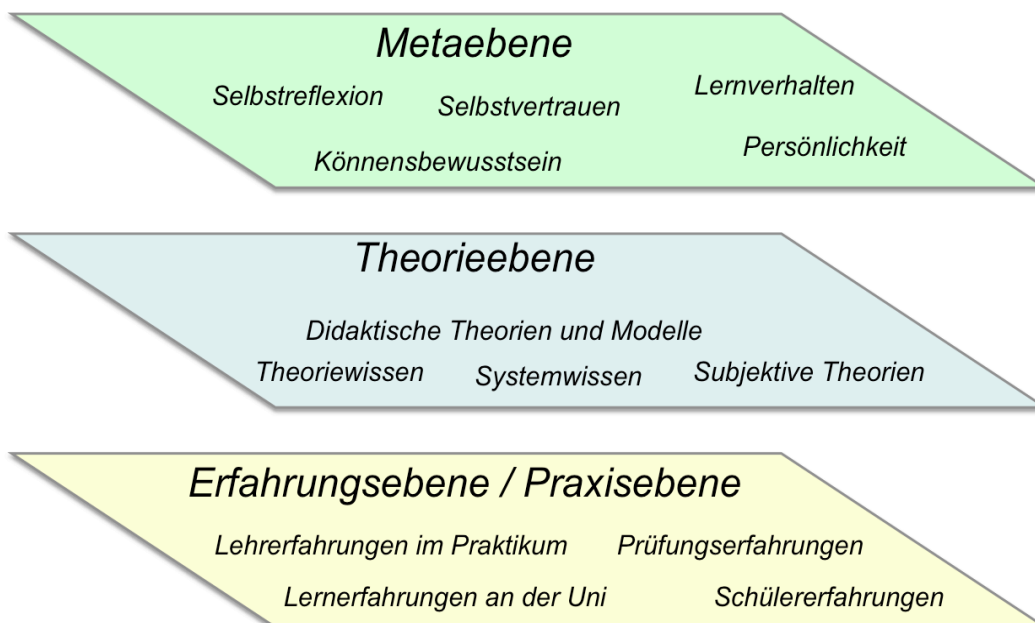 Metaebene
Selbstreflexion Selbstvertrauen Lernverhalten
Könnensbewusstsein Persönlichkeit
Theorieebene
Didaktische Theorien und Modelle
Theoriewissen Systemwissen Subjektive Theorien
Erfahrungsebene / Praxisebene
Lehrerfahrungen im Praktikum Prüfungserfahrungen
Lernerfahrungen an der Uni Schülererfahrungen